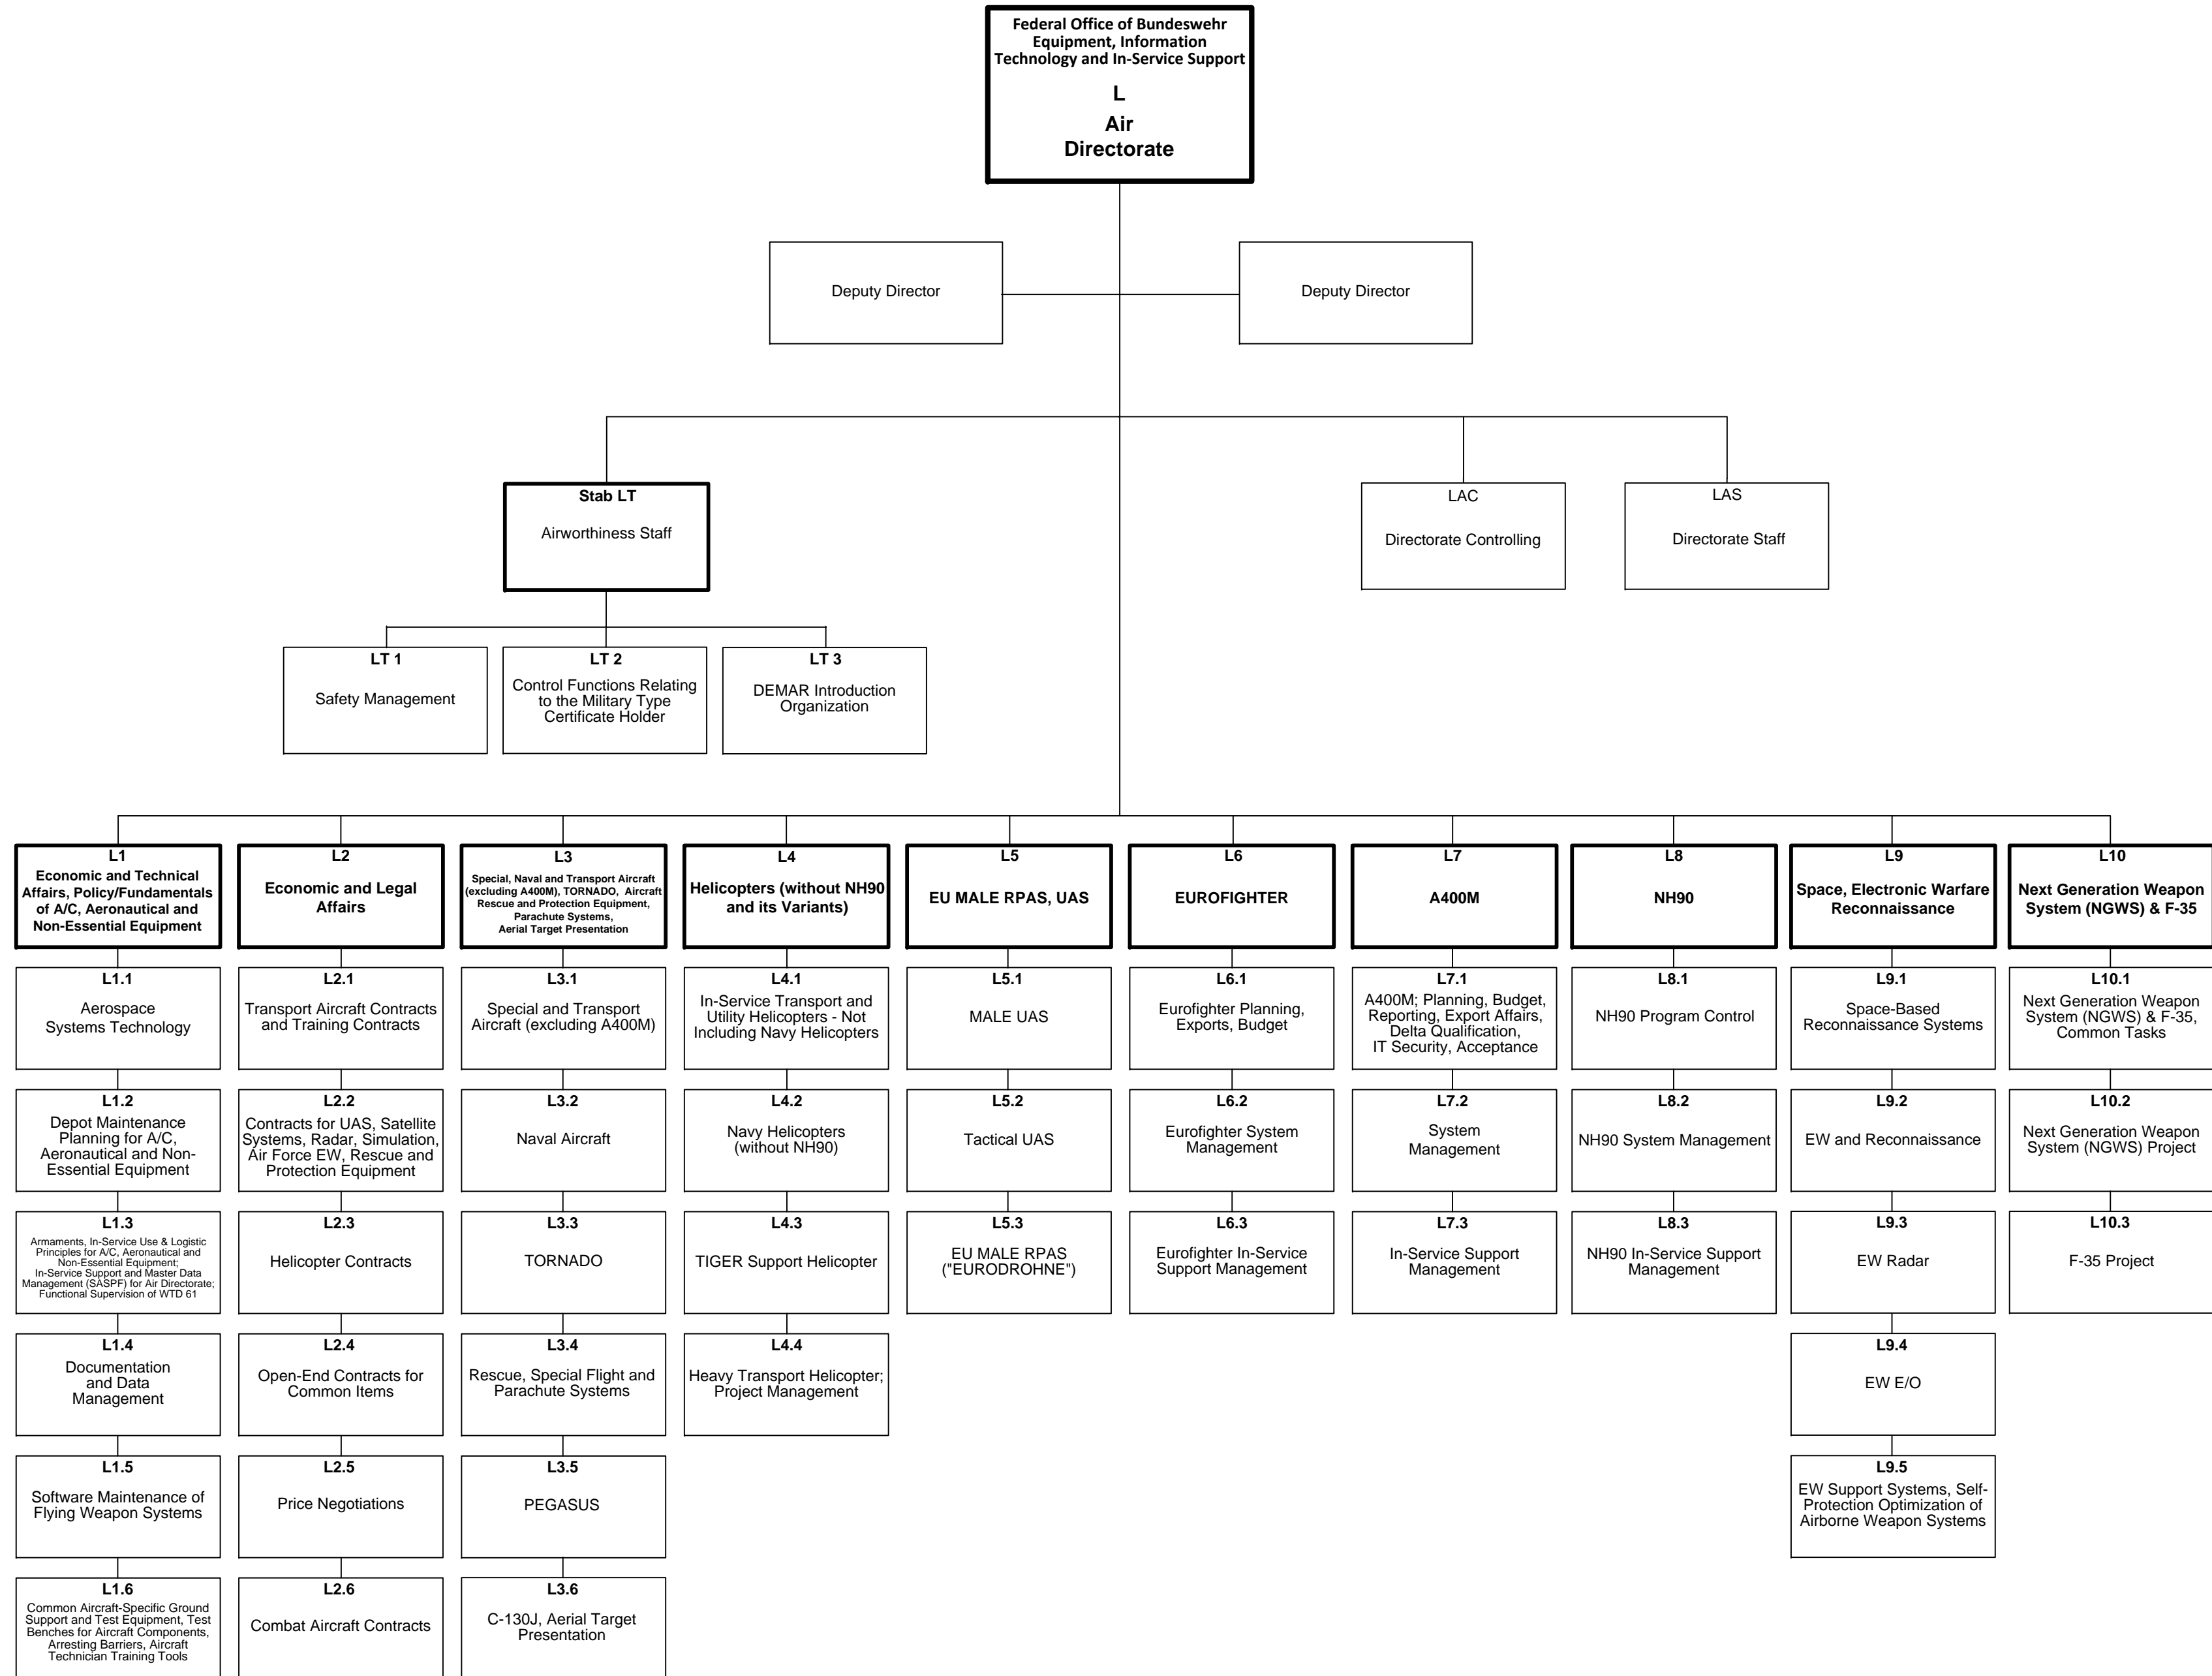 Federal Office of Bundeswehr
Equipment, Information
Technology and In-Service Support
L
Air
Directorate
Deputy Director
Deputy Director
Stab LT
Airworthiness Staff
LAC
Directorate Controlling
LAS
Directorate Staff
LT 1
Safety Management
LT 2
Control Functions Relating
to the Military Type
Certificate Holder
LT 3
DEMAR Introduction
Organization
L1
Economic and Technical
Affairs, Policy/Fundamentals
of A/C, Aeronautical and
Non-Essential Equipment
L2
Economic and Legal
Affairs
L3
Special, Naval and Transport Aircraft
(excluding A400M), TORNADO, Aircraft
Rescue and Protection Equipment,
Parachute Systems,
Aerial Target Presentation
L4
Helicopters (without NH90
and its Variants)
L5
EU MALE RPAS, UAS
L6
EUROFIGHTER
L7
A400M
L8
NH90
L9
Space, Electronic Warfare
Reconnaissance
L10
Next Generation Weapon
System (NGWS) & F-35
L1.1
Aerospace
Systems Technology
L2.1
Transport Aircraft Contracts
and Training Contracts
L3.1
Special and Transport
Aircraft (excluding A400M)
L4.1
In-Service Transport and
Utility Helicopters - Not
Including Navy Helicopters
L5.1
MALE UAS
L6.1
Eurofighter Planning,
Exports, Budget
L7.1
A400M; Planning, Budget,
Reporting, Export Affairs,
Delta Qualification,
IT Security, Acceptance
L8.1
NH90 Program Control
L9.1
Space-Based
Reconnaissance Systems
L10.1
Next Generation Weapon
System (NGWS) & F-35,
Common Tasks
L1.2
Depot Maintenance
Planning for A/C,
Aeronautical and Non-
Essential Equipment
L2.2
Contracts for UAS, Satellite
Systems, Radar, Simulation,
Air Force EW, Rescue and
Protection Equipment
L3.2
Naval Aircraft
L4.2
Navy Helicopters
(without NH90)
L5.2
Tactical UAS
L6.2
Eurofighter System
Management
L7.2
System
Management
L8.2
NH90 System Management
L9.2
EW and Reconnaissance
L10.2
Next Generation Weapon
System (NGWS) Project
L1.3
Armaments, In-Service Use & Logistic
Principles for A/C, Aeronautical and
Non-Essential Equipment;
In-Service Support and Master Data
Management (SASPF) for Air Directorate;
Functional Supervision of WTD 61
L2.3
Helicopter Contracts
L3.3
TORNADO
L4.3
TIGER Support Helicopter
L5.3
EU MALE RPAS
("EURODROHNE")
L6.3
Eurofighter In-Service
Support Management
L7.3
In-Service Support
Management
L8.3
NH90 In-Service Support
Management
L9.3
EW Radar
L10.3
F-35 Project
L1.4
Documentation
and Data
Management
L2.4
Open-End Contracts for
Common Items
L3.4
Rescue, Special Flight and
Parachute Systems
L4.4
Heavy Transport Helicopter;
Project Management
L9.4
EW E/O
L1.5
Software Maintenance of
Flying Weapon Systems
L2.5
Price Negotiations
L3.5
PEGASUS
L9.5
EW Support Systems, Self-
Protection Optimization of
Airborne Weapon Systems
L1.6
Common Aircraft-Specific Ground
Support and Test Equipment, Test
Benches for Aircraft Components,
Arresting Barriers, Aircraft
Technician Training Tools
L2.6
Combat Aircraft Contracts
L3.6
C-130J, Aerial Target
Presentation